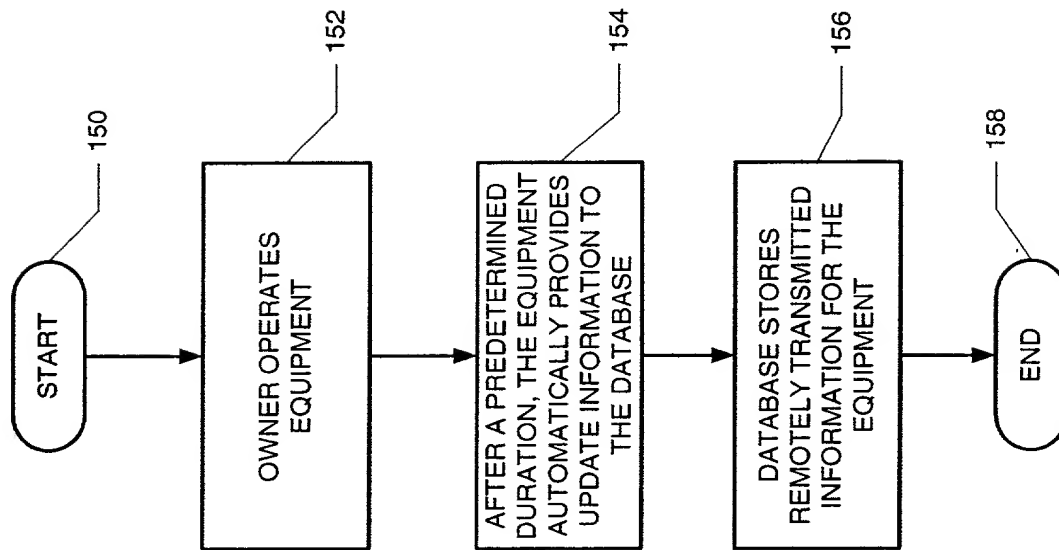 START
150
OWNER OPERATES
EQUIPMENT
152
AFTER A PREDETERMINED
DURATION, THE EQUIPMENT
AUTOMATICALLY PROVIDES
UPDATE INFORMATION TO
THE DATABASE
154
DATABASE STORES
REMOTELY TRANSMITTED
INFORMATION FOR THE
EQUIPMENT
156
END
158